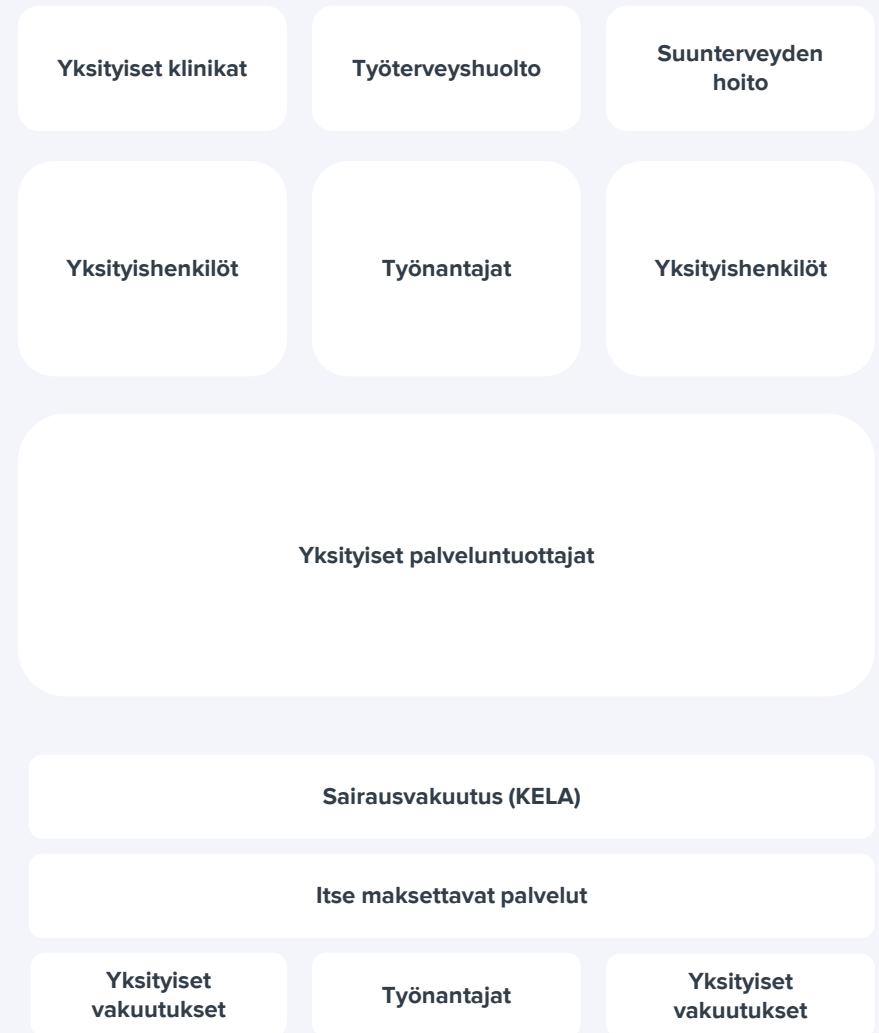 Yksityiset klinikat
Työterveyshuolto
Suunterveyden
hoito
Yksityishenkilöt
Työnantajat
Yksityishenkilöt
Yksityiset palveluntuottajat
Sairausvakuutus (KELA)
Itse maksettavat palvelut
Yksityiset
vakuutukset
Työnantajat
Yksityiset
vakuutukset